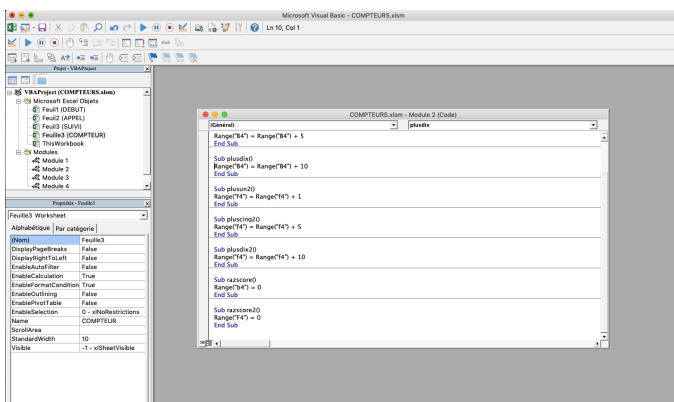 Microsoft Visual Basic - COMPTEURS.xlsm
Ln 10, Col 1
Projet - VBAProject
VBAProject (COMPTEURS.xlsm)
Microsoft Excel Objets
Feuil1 (DEBUT)
Feuil2 (APPEL)
Feuil3 (SUIVI)
Feuille3 (COMPTEUR)
ThisWorkbook
Modules
Module 1
Module 2
Module 3
Module 4
Propriétés - Feuille3
Feuille3 Worksheet
Alphabétique Par catégorie
(Nom) Feuille3
DisplayPageBreaks False
DisplayRightToLeft False
EnableAutoFilter False
EnableCalculation True
EnableFormatCondition True
EnableOutlining False
EnablePivotTable False
EnableSelection 0 - xlNoRestrictions
Name COMPTEUR
ScrollArea
StandardWidth 10
Visible -1 - xlSheetVisible
COMPTEURS.xlsm - Module 2 (Code)
(Général) plusdix
Range("B4") = Range("B4") + 5
End Sub
Sub plusdix()
Range("B4") = Range("B4") + 10
End Sub
Sub plusun2()
Range("f4") = Range("f4") + 1
End Sub
Sub pluscinq2()
Range("f4") = Range("f4") + 5
End Sub
Sub plusdix2()
Range("f4") = Range("f4") + 10
End Sub
Sub razscore()
Range("b4") = 0
End Sub
Sub razscore2()
Range("F4") = 0
End Sub